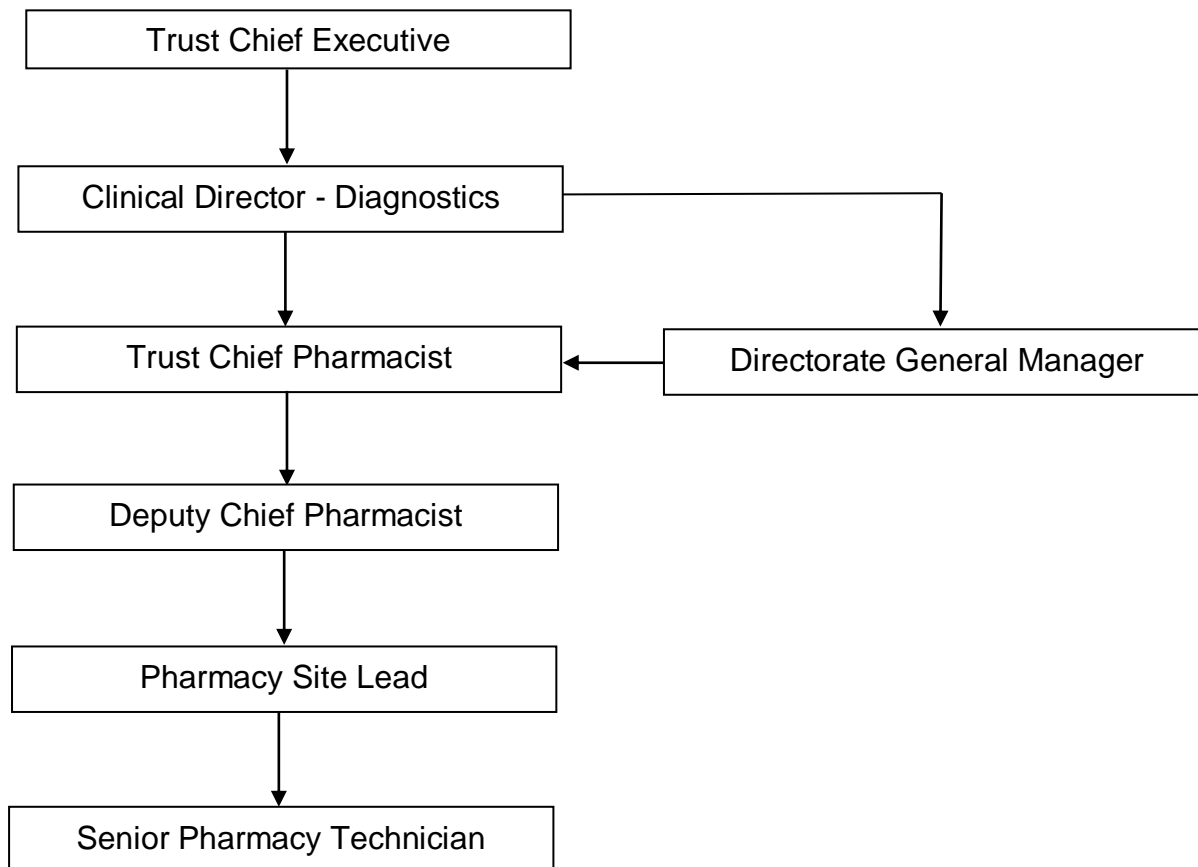 Trust Chief Executive
Clinical Director - Diagnostics
Trust Chief Pharmacist
Directorate General Manager
Deputy Chief Pharmacist
Pharmacy Site Lead
Senior Pharmacy Technician